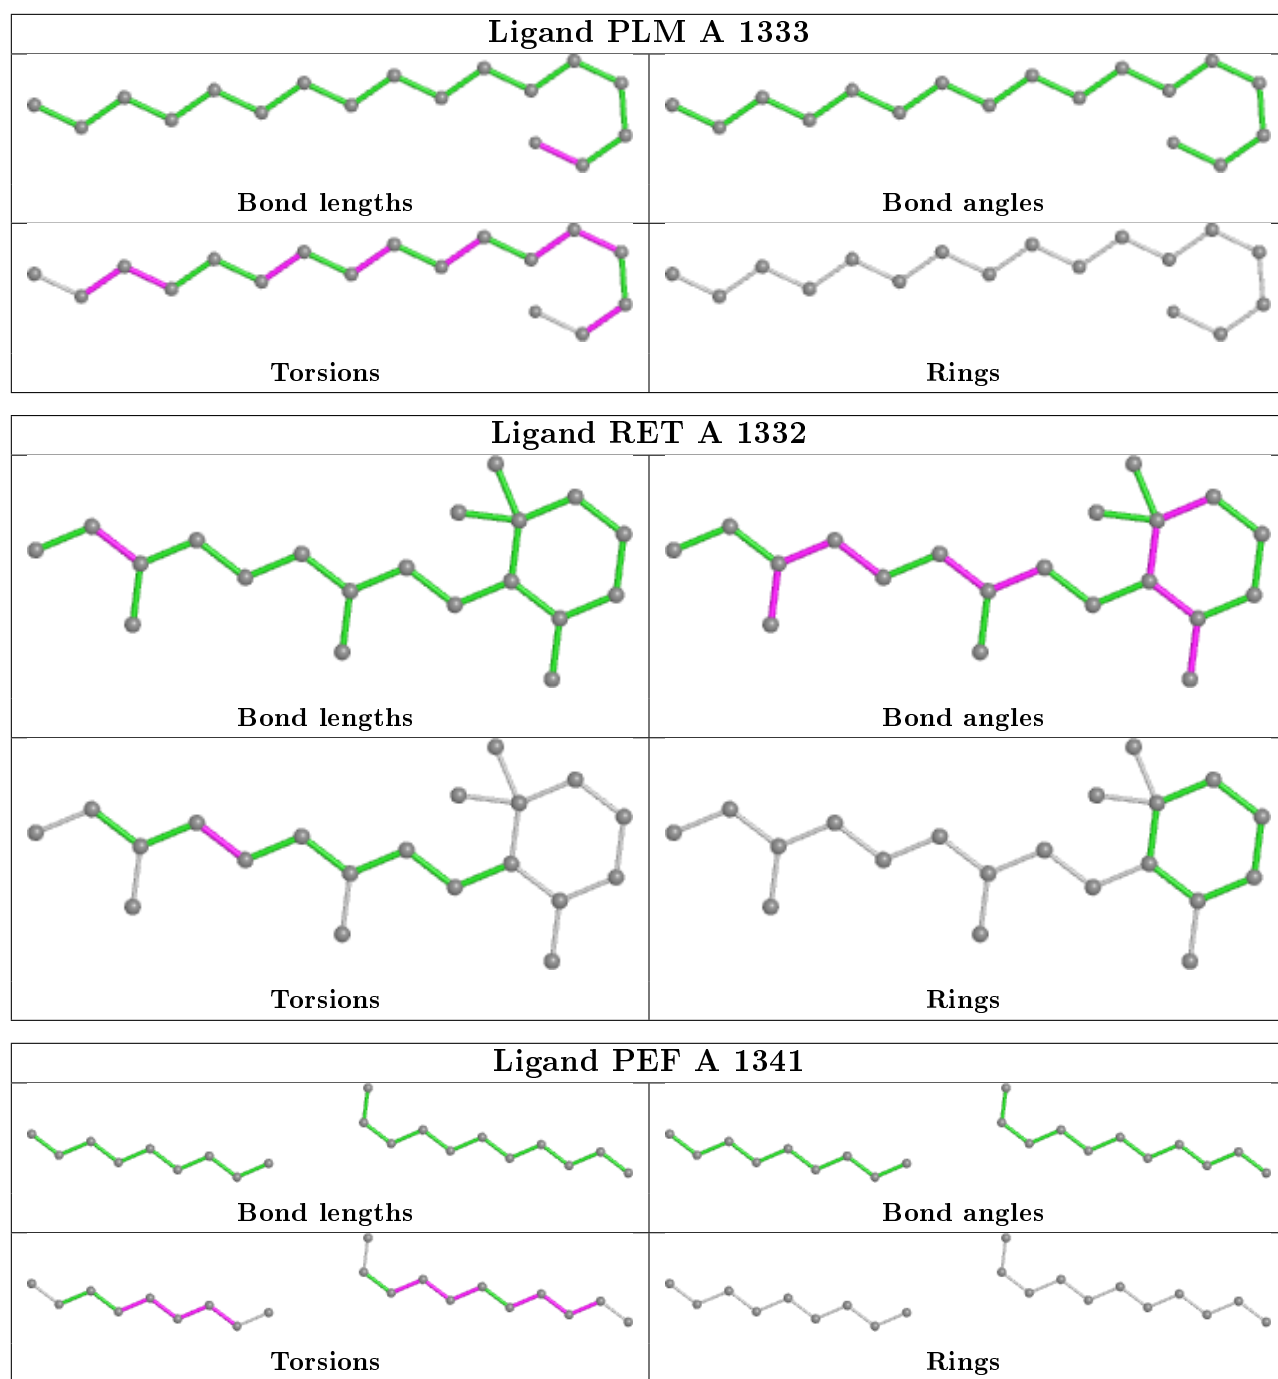 Ligand PLM A 1333
Bond lengths
Bond angles
Torsions
Rings
Ligand RET A 1332
Bond lengths
Bond angles
Torsions
Rings
Ligand PEF A 1341
Bond lengths
Bond angles
Torsions
Rings